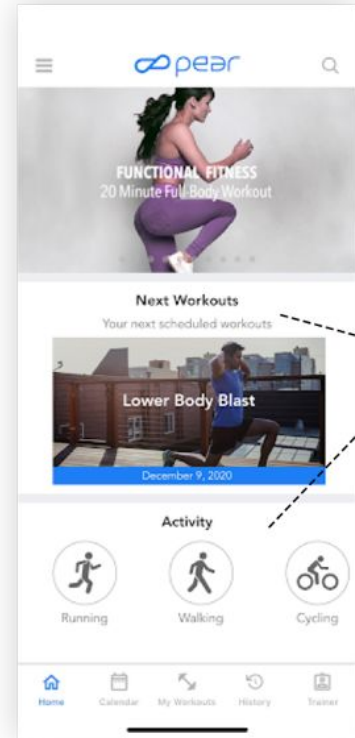 pear
FUNCTIONAL FITNESS
20 Minute Full-Body Workout
Next Workouts
Your next scheduled workouts
Lower Body Blast
December 9, 2020
Activity
Running
Walking
Cycling
Home
Calendar
My Workouts
History
Trainer